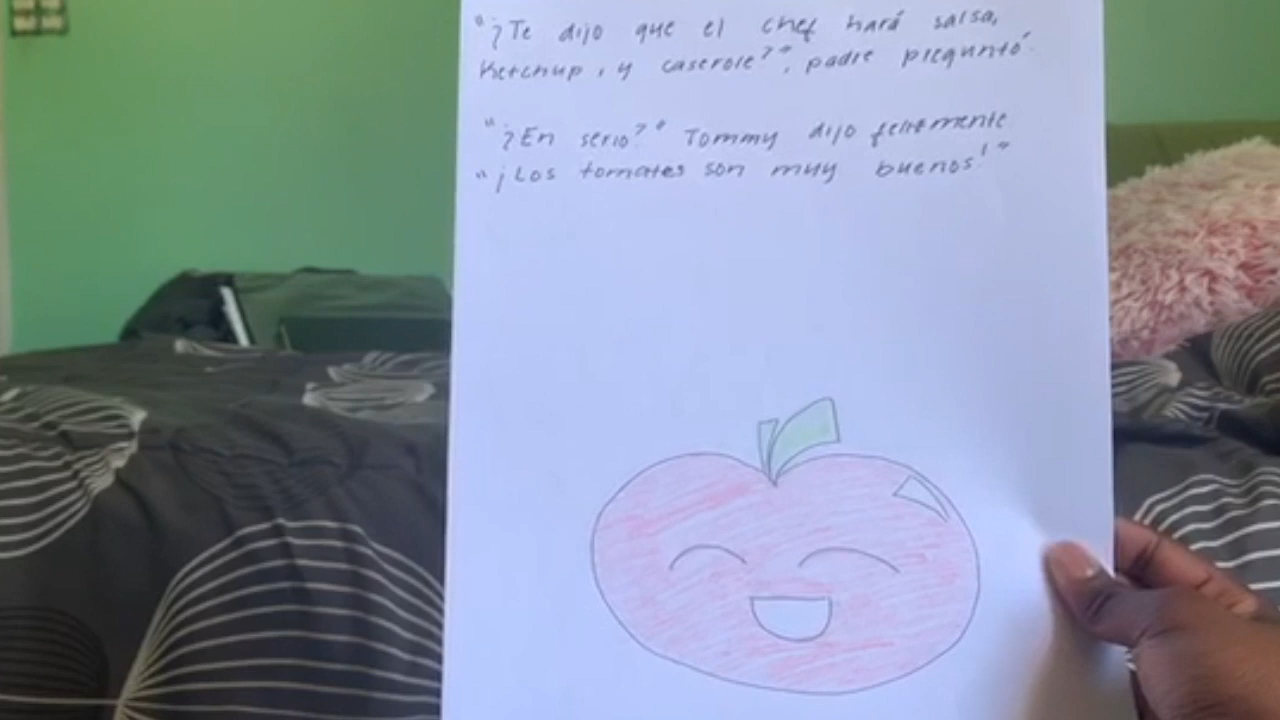 "¿Te dijo que el chef hará salsa,
Ketchup, y caserole?", padre preguntó.
"¿En serio?" Tommy dijo felizmente
"¡Los tomates son muy buenos!"